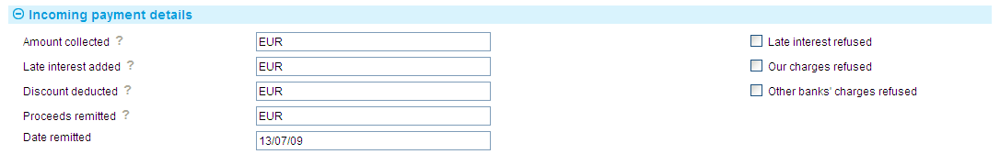 Incoming payment details
Amount collected ? EUR Late interest refused
Late interest added ? EUR Our charges refused
Discount deducted ? EUR Other banks' charges refused
Proceeds remitted ? EUR
Date remitted 13/07/09